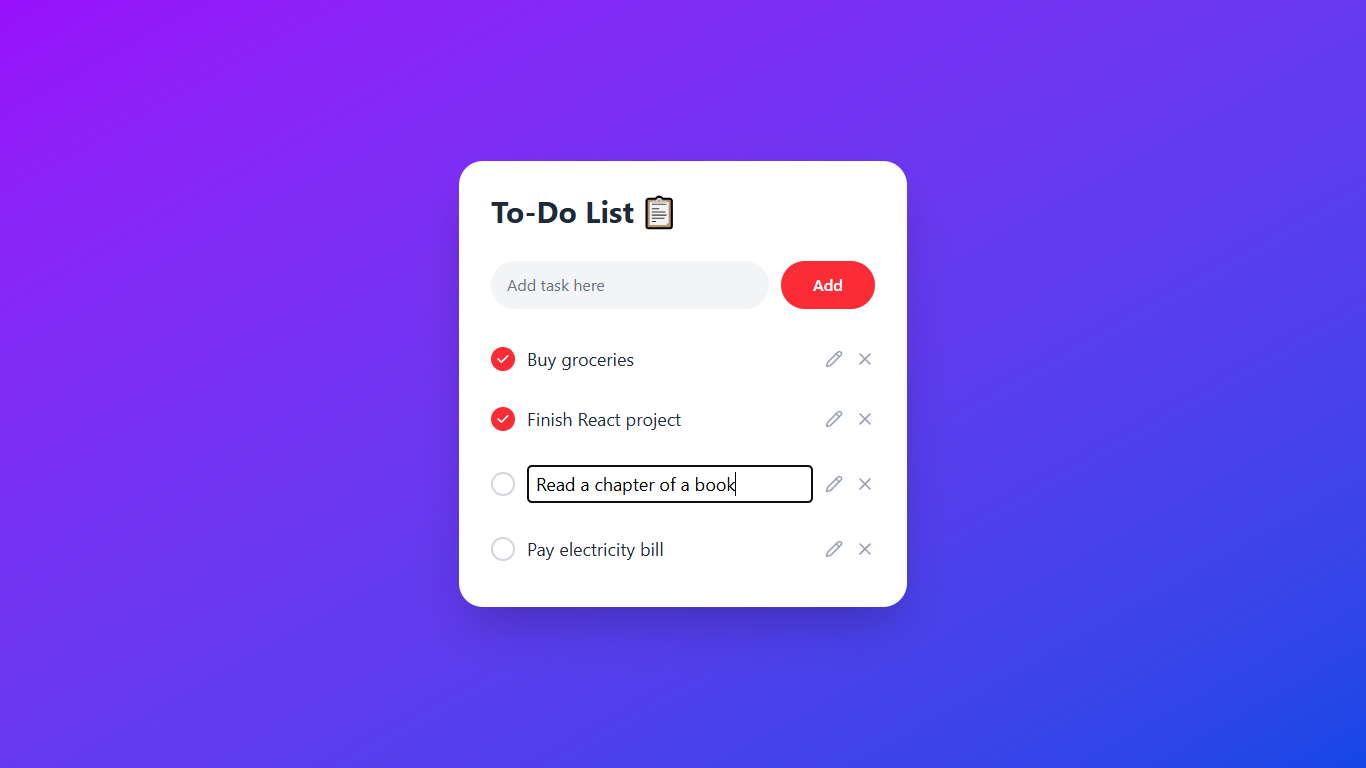 To-Do List 📋
Add task here
Add
Buy groceries
Finish React project
Read a chapter of a book
Pay electricity bill